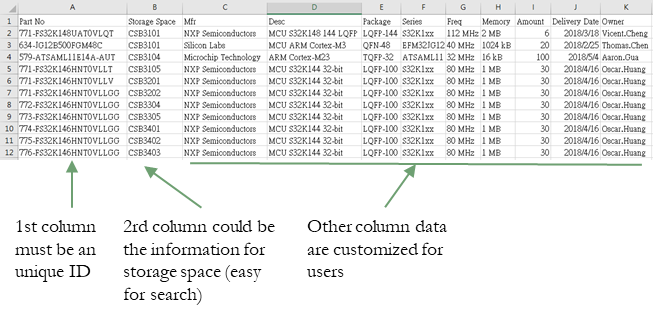 A B C D E F G H I J K
1 Part No Storage Space Mfr Desc Package Series Freq Memory Amount Delivery Date Owner
2 771-FS32K148UAT0VLQT CSB3101 NXP Semiconductors MCU S32K148 144 LQFP LQFP-144 S32K1xx 112 MHz 2 MB 6 2018/3/18 Vicent.Cheng
3 634-JG12B500FGM48C CSB3101 Silicon Labs MCU ARM Cortex-M3 QFN-48 EFM32JG12 40 MHz 1024 kB 20 2018/2/25 Thomas.Chen
4 579-ATSAML11E14A-AUT CSB3104 Microchip Technology ARM Cortex-M23 TQFP-32 ATSAML11 32 MHz 16 kB 100 2018/5/4 Aaron.Gua
5 771-FS32K146HNT0VLLT CSB3105 NXP Semiconductors MCU S32K144 32-bit LQFP-100 S32K1xx 80 MHz 1 MB 30 2018/4/16 Oscar.Huang
6 771-FS32K146HNT0VLLV CSB3201 NXP Semiconductors MCU S32K144 32-bit LQFP-100 S32K1xx 80 MHz 1 MB 30 2018/4/16 Oscar.Huang
7 771-FS32K146HNT0VLLGG CSB3202 NXP Semiconductors MCU S32K144 32-bit LQFP-100 S32K1xx 80 MHz 1 MB 30 2018/4/16 Oscar.Huang
8 772-FS32K146HNT0VLLGG CSB3304 NXP Semiconductors MCU S32K144 32-bit LQFP-100 S32K1xx 80 MHz 1 MB 30 2018/4/16 Oscar.Huang
9 773-FS32K146HNT0VLLGG CSB3305 NXP Semiconductors MCU S32K144 32-bit LQFP-100 S32K1xx 80 MHz 1 MB 30 2018/4/16 Oscar.Huang
10 774-FS32K146HNT0VLLGG CSB3401 NXP Semiconductors MCU S32K144 32-bit LQFP-100 S32K1xx 80 MHz 1 MB 30 2018/4/16 Oscar.Huang
11 775-FS32K146HNT0VLLGG CSB3402 NXP Semiconductors MCU S32K144 32-bit LQFP-100 S32K1xx 80 MHz 1 MB 30 2018/4/16 Oscar.Huang
12 776-FS32K146HNT0VLLGG CSB3403 NXP Semiconductors MCU S32K144 32-bit LQFP-100 S32K1xx 80 MHz 1 MB 30 2018/4/16 Oscar.Huang
1st column
must be an
unique ID
2rd column could be
the information for
storage space (easy
for search)
Other column data
are customized for
users